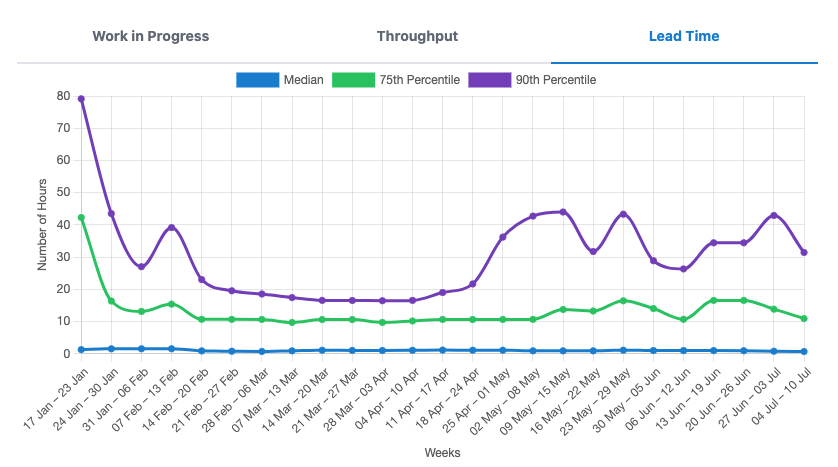 Work in Progress
Throughput
Lead Time
Median
75th Percentile
90th Percentile
80
70
60
50
40
30
20
10
0
Number of Hours
17 Jan – 23 Jan
24 Jan – 30 Jan
31 Jan – 06 Feb
07 Feb – 13 Feb
14 Feb – 20 Feb
21 Feb – 27 Feb
28 Feb – 06 Mar
07 Mar – 13 Mar
14 Mar – 20 Mar
21 Mar – 27 Mar
28 Mar – 03 Apr
04 Apr – 10 Apr
11 Apr – 17 Apr
18 Apr – 24 Apr
25 Apr – 01 May
02 May – 08 May
09 May – 15 May
16 May – 22 May
23 May – 29 May
30 May – 05 Jun
06 Jun – 12 Jun
13 Jun – 19 Jun
20 Jun – 26 Jun
27 Jun – 03 Jul
04 Jul – 10 Jul
Weeks